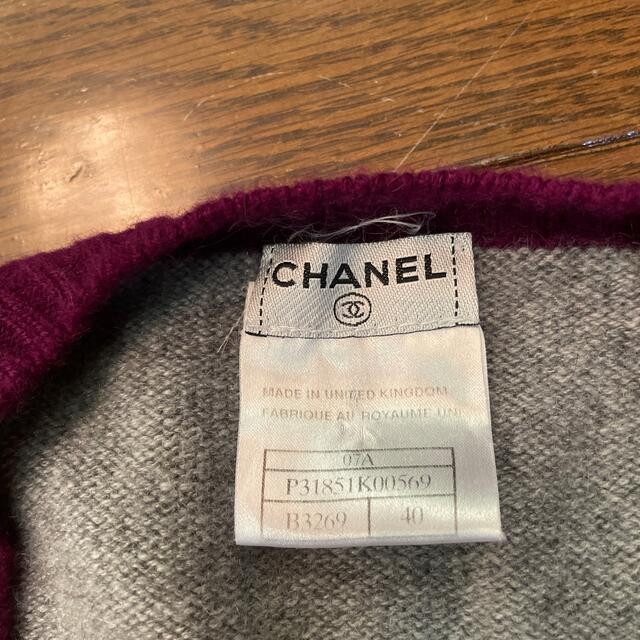 CHANEL
MADE IN UNITED KINGDOM
FABRIQUE AU ROYAUME UNI
07A
P31851K00569
B3269 40